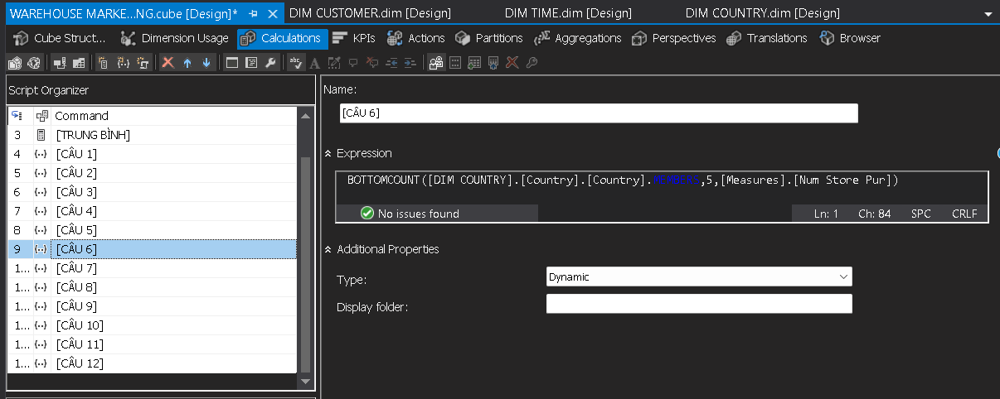 WAREHOUSE MARKE...NG.cube [Design]*
DIM CUSTOMER.dim [Design]
DIM TIME.dim [Design]
DIM COUNTRY.dim [Design]
Cube Struct...
Dimension Usage
Calculations
KPIs
Actions
Partitions
Aggregations
Perspectives
Translations
Browser
Script Organizer
Command
3 [TRUNG BÌNH]
4 [CÂU 1]
5 [CÂU 2]
6 [CÂU 3]
7 [CÂU 4]
8 [CÂU 5]
9 [CÂU 6]
1... [CÂU 7]
1... [CÂU 8]
1... [CÂU 9]
1... [CÂU 10]
1... [CÂU 11]
1... [CÂU 12]
Name:
[CÂU 6]
Expression
BOTTOMCOUNT([DIM COUNTRY].[Country].[Country]. ,5,[Measures].[Num Store Pur])
No issues found
Ln: 1 Ch: 84 SPC CRLF
Additional Properties
Type:
Dynamic
Display folder: